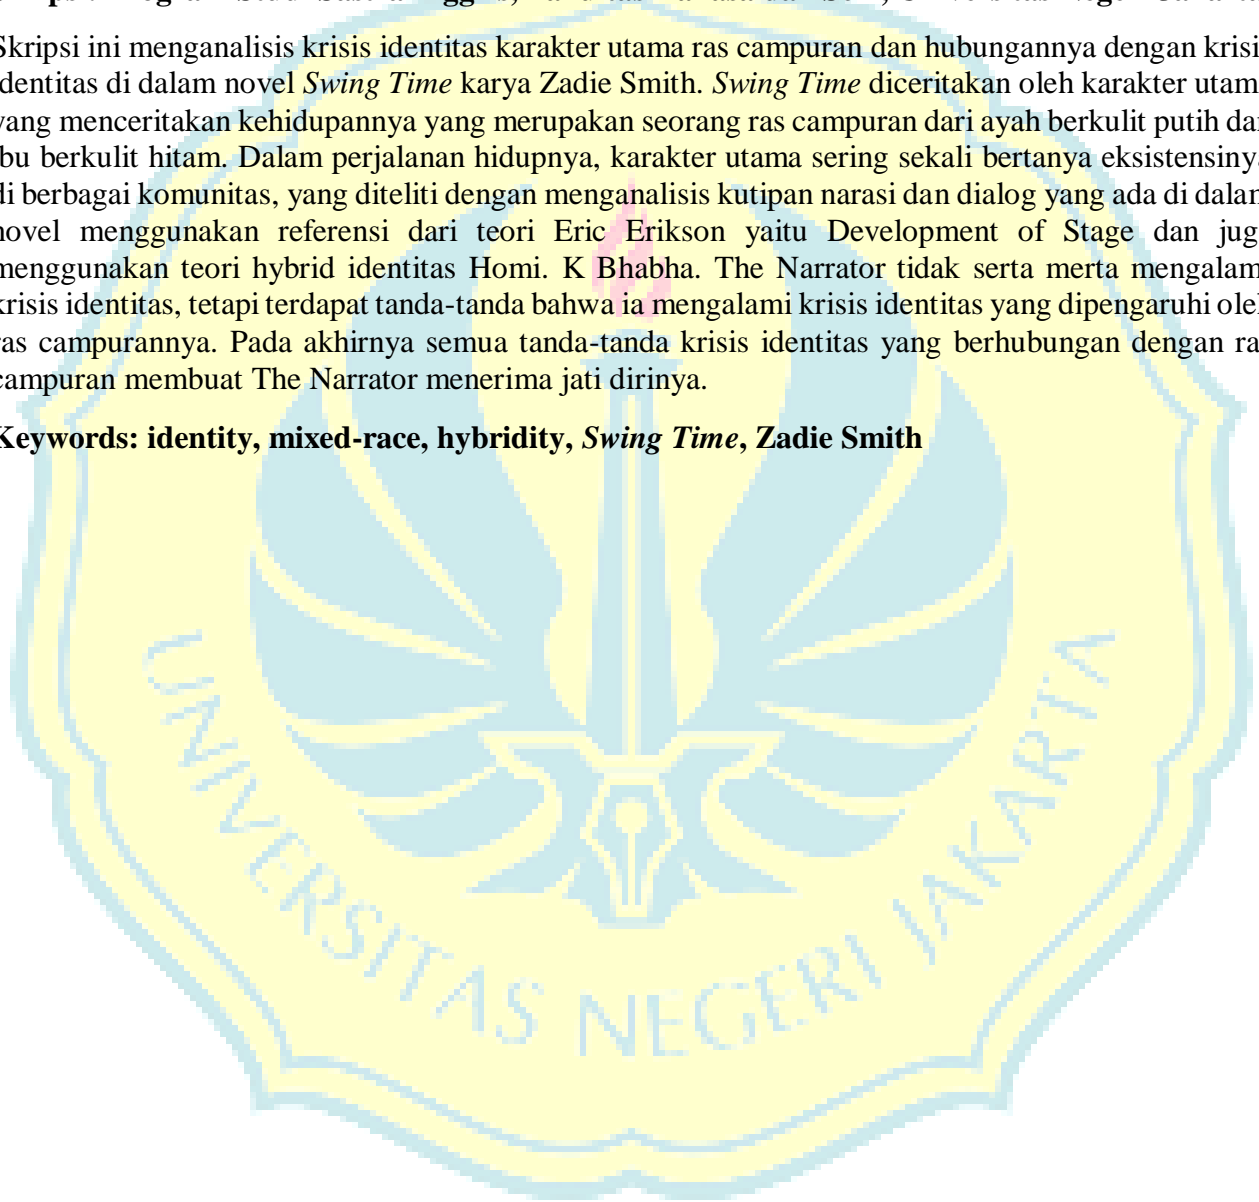 Skripsi ini menganalisis krisis identitas karakter utama ras campuran dan hubungannya dengan krisi
dentitas di dalam novel Swing Time karya Zadie Smith. Swing Time diceritakan oleh karakter utam
yang menceritakan kehidupannya yang merupakan seorang ras campuran dari ayah berkulit putih dan
bu berkulit hitam. Dalam perjalanan hidupnya, karakter utama sering sekali bertanya eksistensinya
di berbagai komunitas, yang diteliti dengan menganalisis kutipan narasi dan dialog yang ada di dalam
novel menggunakan referensi dari teori Eric Erikson yaitu Development of Stage dan jug
menggunakan teori hybrid identitas Homi. K Bhabha. The Narrator tidak serta merta mengalam
krisis identitas, tetapi terdapat tanda-tanda bahwa ia mengalami krisis identitas yang dipengaruhi oleh
ras campurannya. Pada akhirnya semua tanda-tanda krisis identitas yang berhubungan dengan ra
campuran membuat The Narrator menerima jati dirinya.
Keywords: identity, mixed-race, hybridity, Swing Time, Zadie Smith
UNIVERSITAS NEGERI JAKARTA